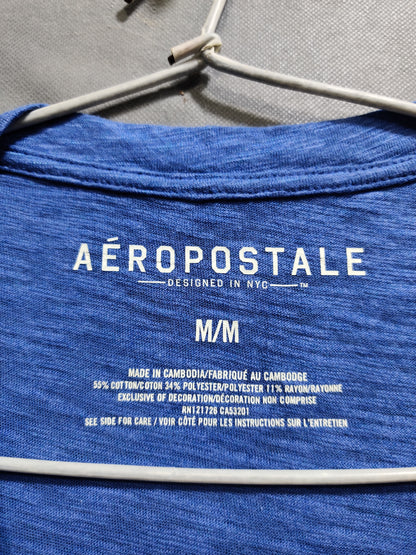 AÉROPOSTALE
DESIGNED IN NYC ™
M/M
MADE IN CAMBODIA/FABRIQUÉ AU CAMBODGE
55% COTTON/COTON 34% POLYESTER/POLYESTER 11% RAYON/RAYONNE
EXCLUSIVE OF DECORATION/DÉCORATION NON COMPRISE
RN121726 CA53201
SEE SIDE FOR CARE / VOIR CÔTÉ POUR LES INSTRUCTIONS SUR L'ENTRETIEN